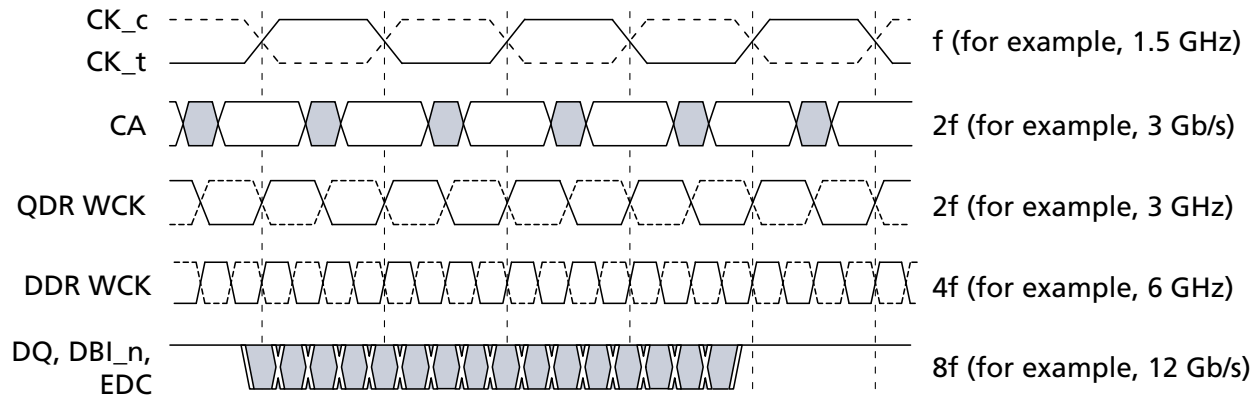 CK_c
CK_t
f (for example, 1.5 GHz)
CA
2f (for example, 3 Gb/s)
QDR WCK
2f (for example, 3 GHz)
DDR WCK
4f (for example, 6 GHz)
DQ, DBI_n,
EDC
8f (for example, 12 Gb/s)